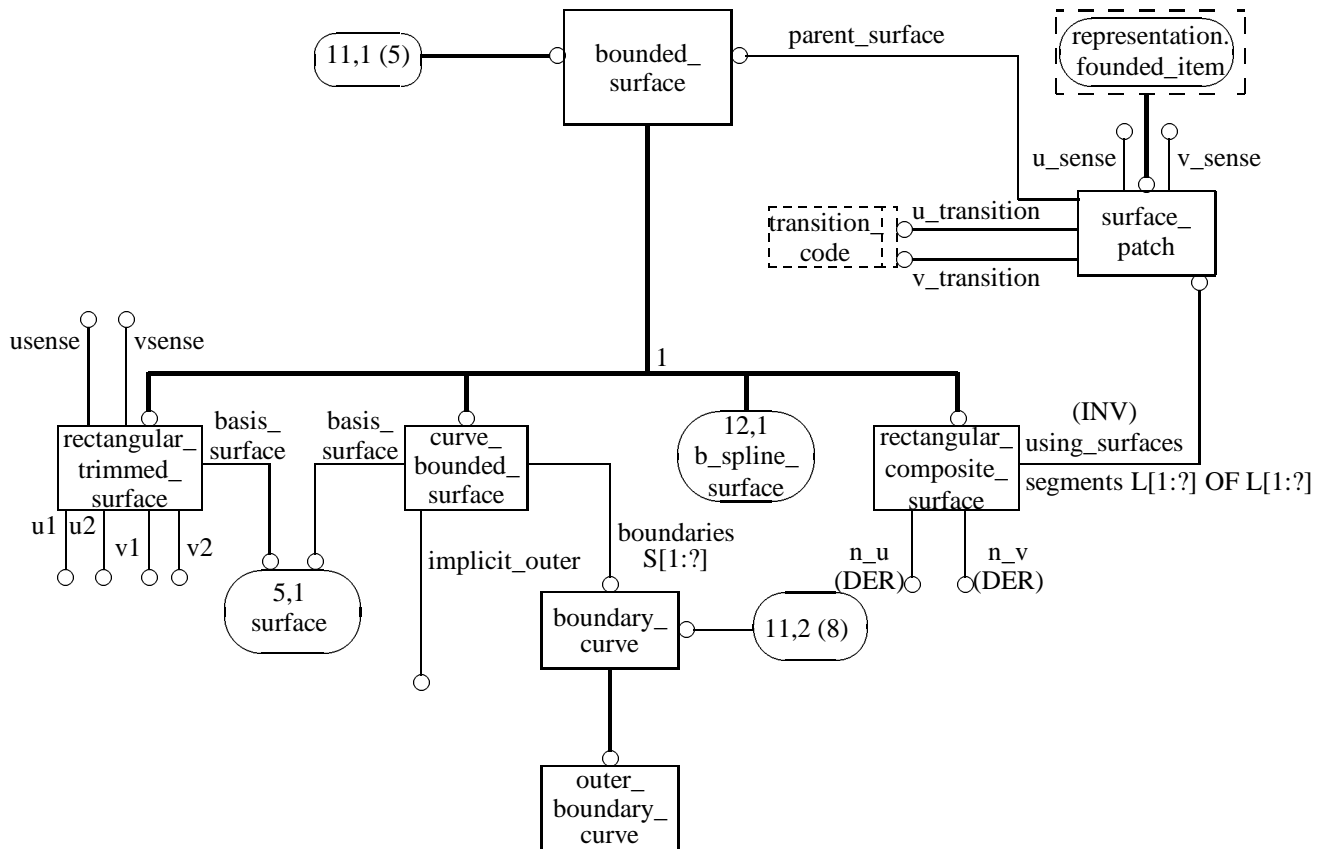 11,1 (5)
bounded_
surface
parent_surface
representation.
founded_item
u_sense
v_sense
transition_
code
u_transition
v_transition
surface_
patch
usense
vsense
1
rectangular_
trimmed_
surface
basis_
surface
basis_
surface
curve_
bounded_
surface
12,1
b_spline_
surface
rectangular_
composite_
surface
(INV)
using_surfaces
segments L[1:?] OF L[1:?]
u1
u2
v1
v2
5,1
surface
implicit_outer
boundaries
S[1:?]
n_u
(DER)
n_v
(DER)
boundary_
curve
11,2 (8)
outer_
boundary_
curve